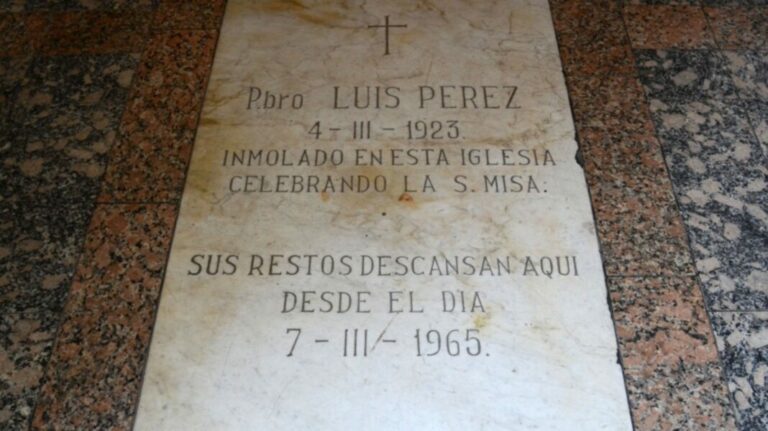 P.bro LUIS PEREZ
4-III-1923.
INMOLADO EN ESTA IGLESIA
CELEBRANDO LA S. MISA.
SUS RESTOS DESCANSAN AQUI
DESDE EL DIA
7-III-1965.